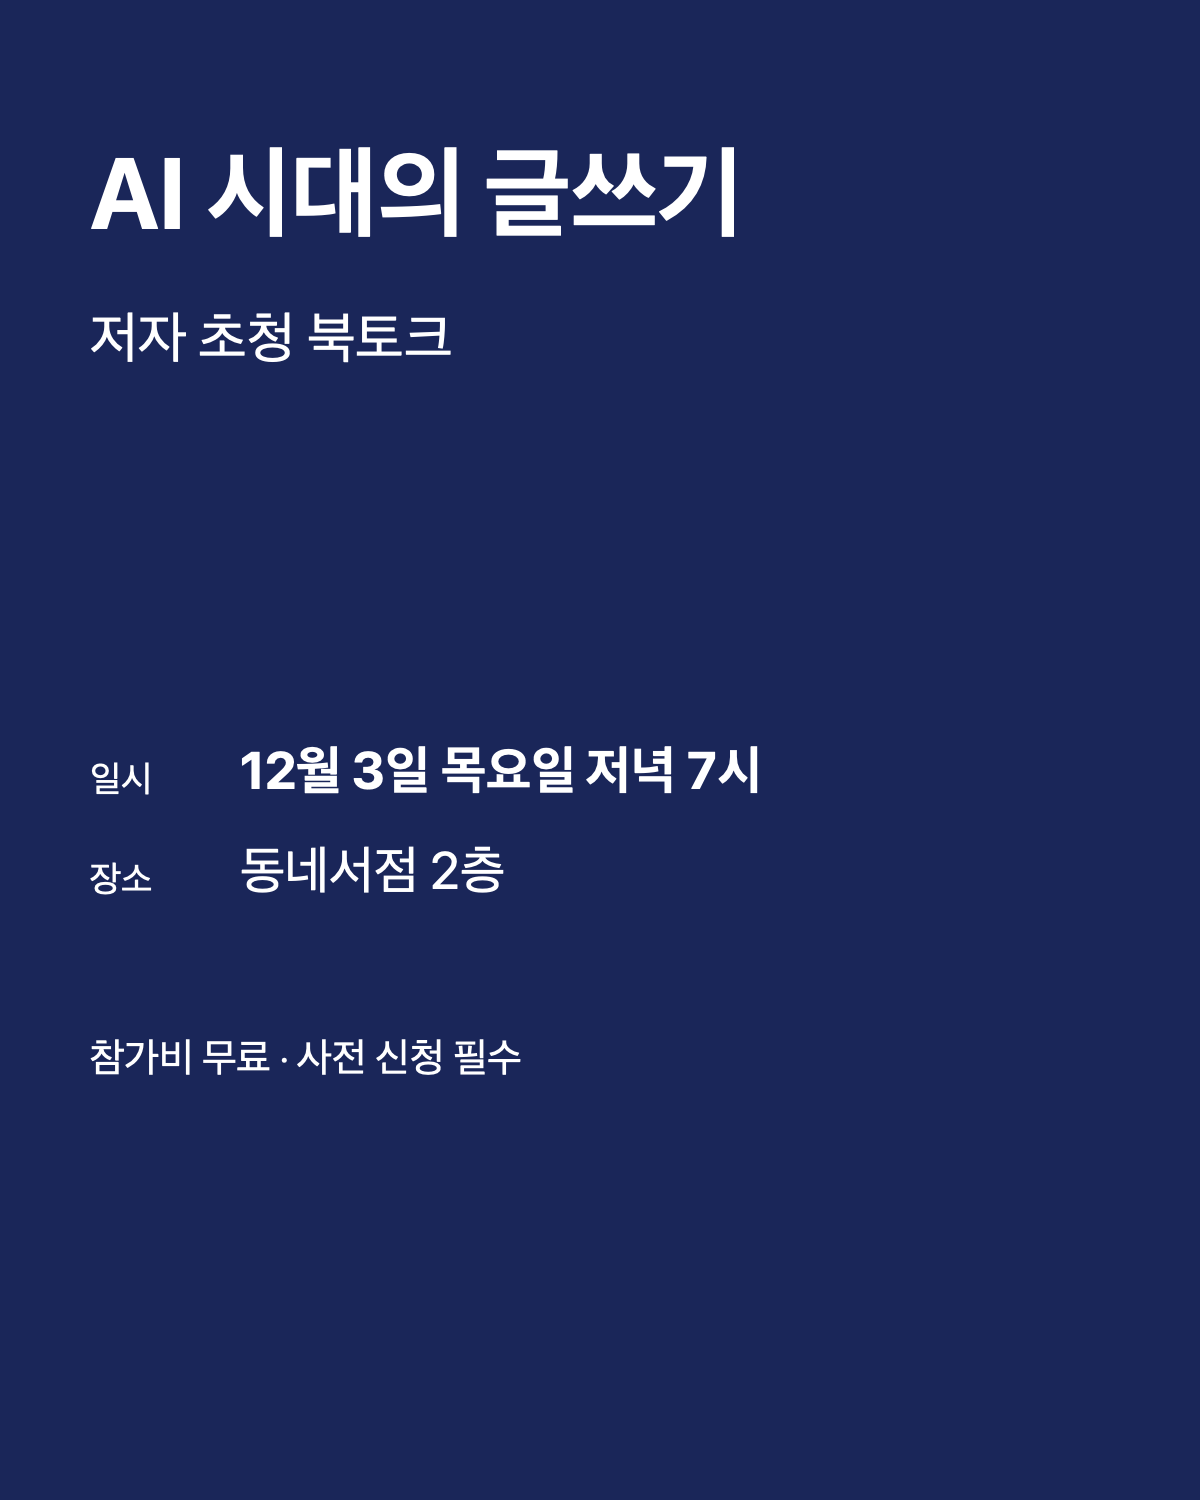 AI 시대의 글쓰기
저자 초청 북토크
일시 12월 3일 목요일 저녁 7시
장소 동네서점 2층
참가비 무료 · 사전 신청 필수